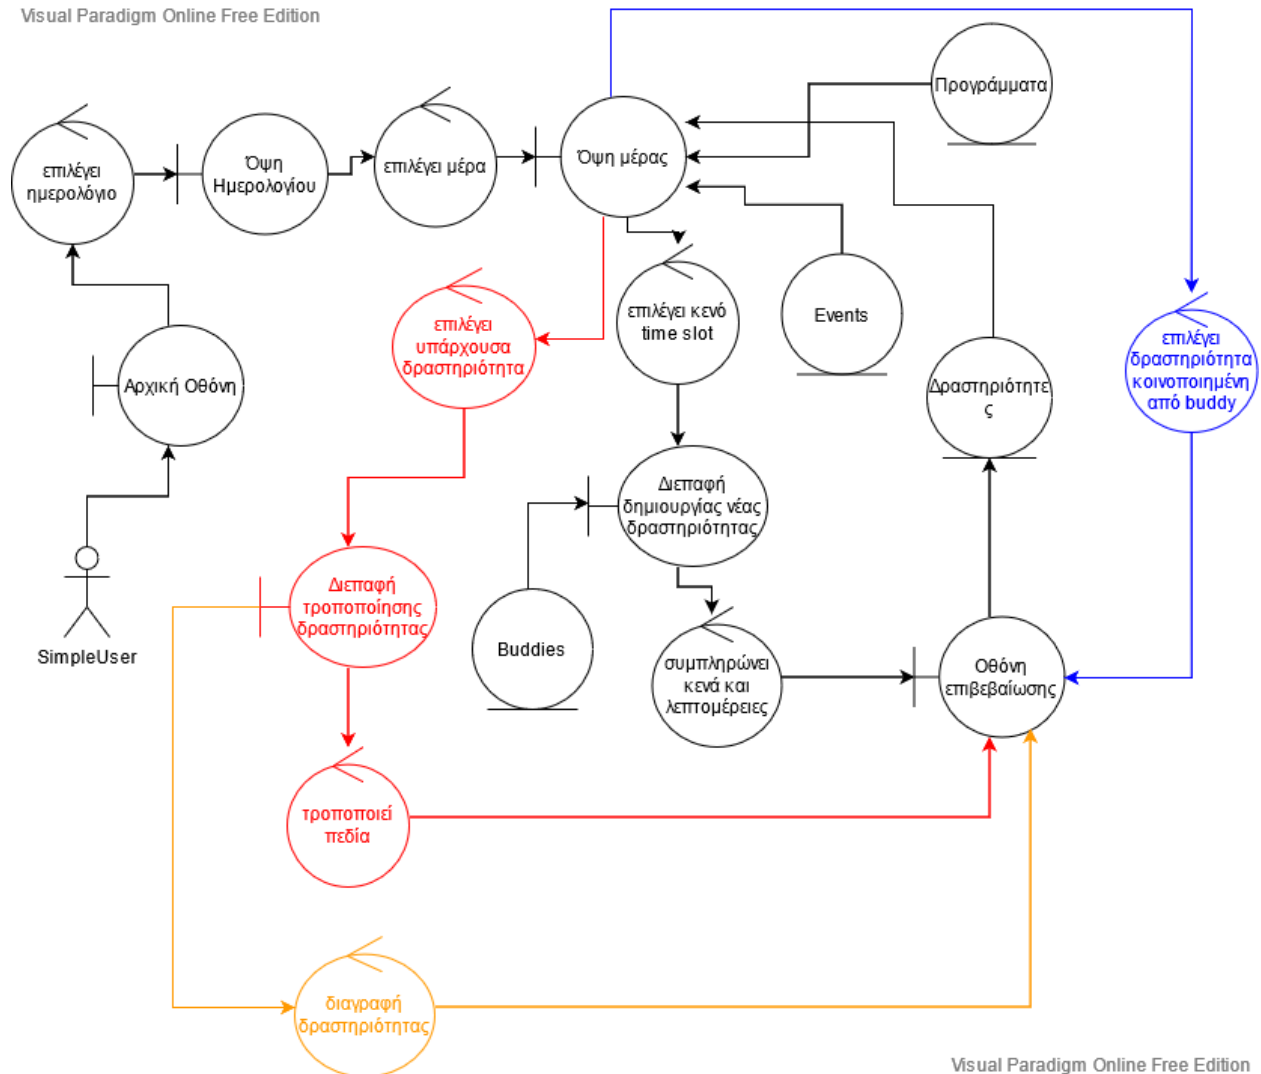 Visual Paradigm Online Free Edition
Προγράμματα
επιλέγει
ημερολόγιο
Όψη
Ημερολογίου
επιλέγει μέρα
Όψη μέρας
επιλέγει
υπάρχουσα
δραστηριότητα
επιλέγει κενό
time slot
Events
επιλέγει
δραστηριότητα
κοινοποιημένη
από buddy
Αρχική Οθόνη
Δραστηριότητε
ς
Διεπαφή
δημιουργίας νέας
δραστηριότητας
Διεπαφή
τροποποίησης
δραστηριότητας
SimpleUser
Buddies
συμπληρώνει
κενά και
λεπτομέρειες
Οθόνη
επιβεβαίωσης
τροποποιεί
πεδία
διαγραφή
δραστηριότητας
Visual Paradigm Online Free Edition